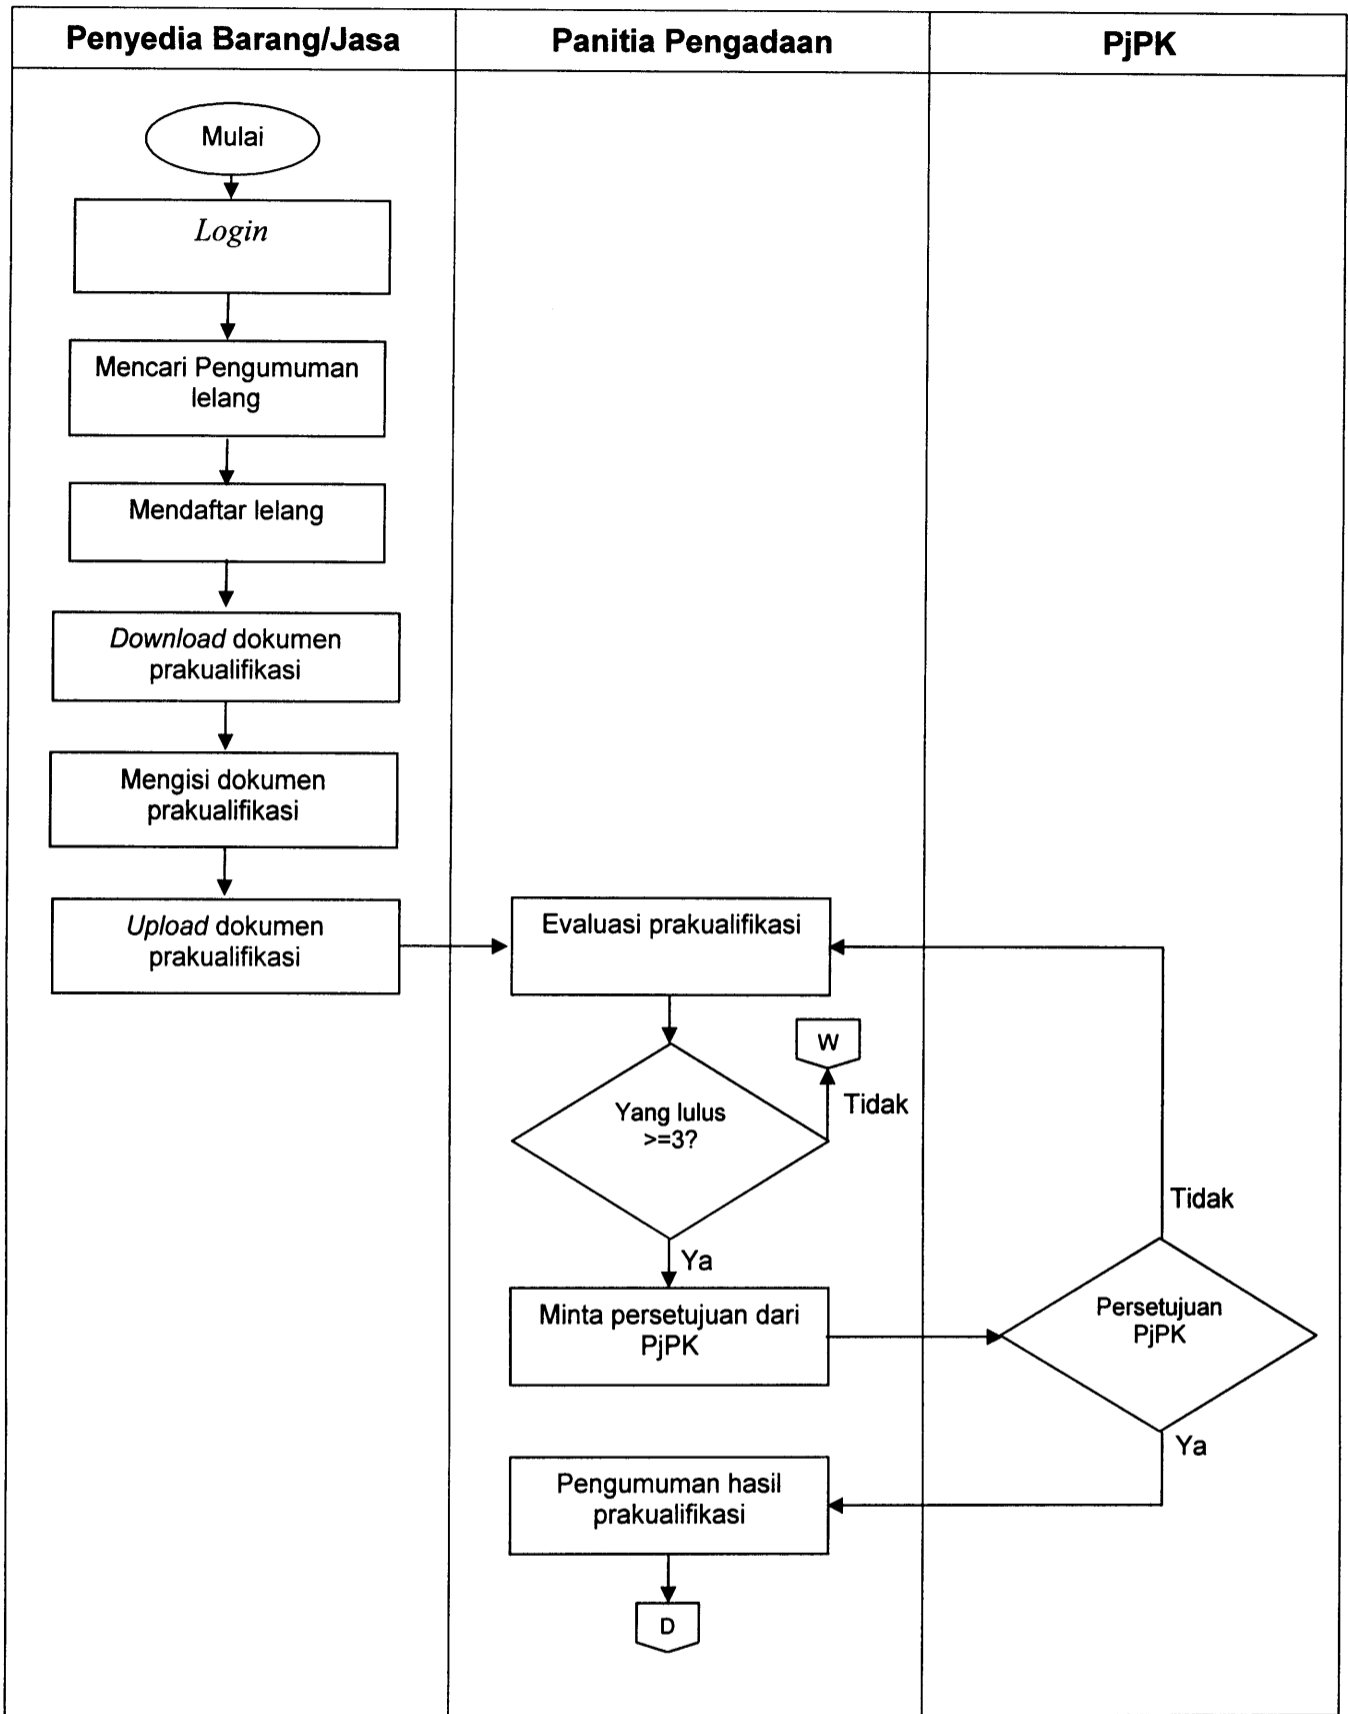 Penyedia Barang/Jasa
Panitia Pengadaan
PjPK
Mulai
Login
Mencari Pengumuman
lelang
Mendaftar lelang
Download dokumen
prakualifikasi
Mengisi dokumen
prakualifikasi
Upload dokumen
prakualifikasi
Evaluasi prakualifikasi
W
Tidak
Yang lulus
>=3?
Ya
Minta persetujuan dari
PjPK
Tidak
Persetujuan
PjPK
Ya
Pengumuman hasil
prakualifikasi
D